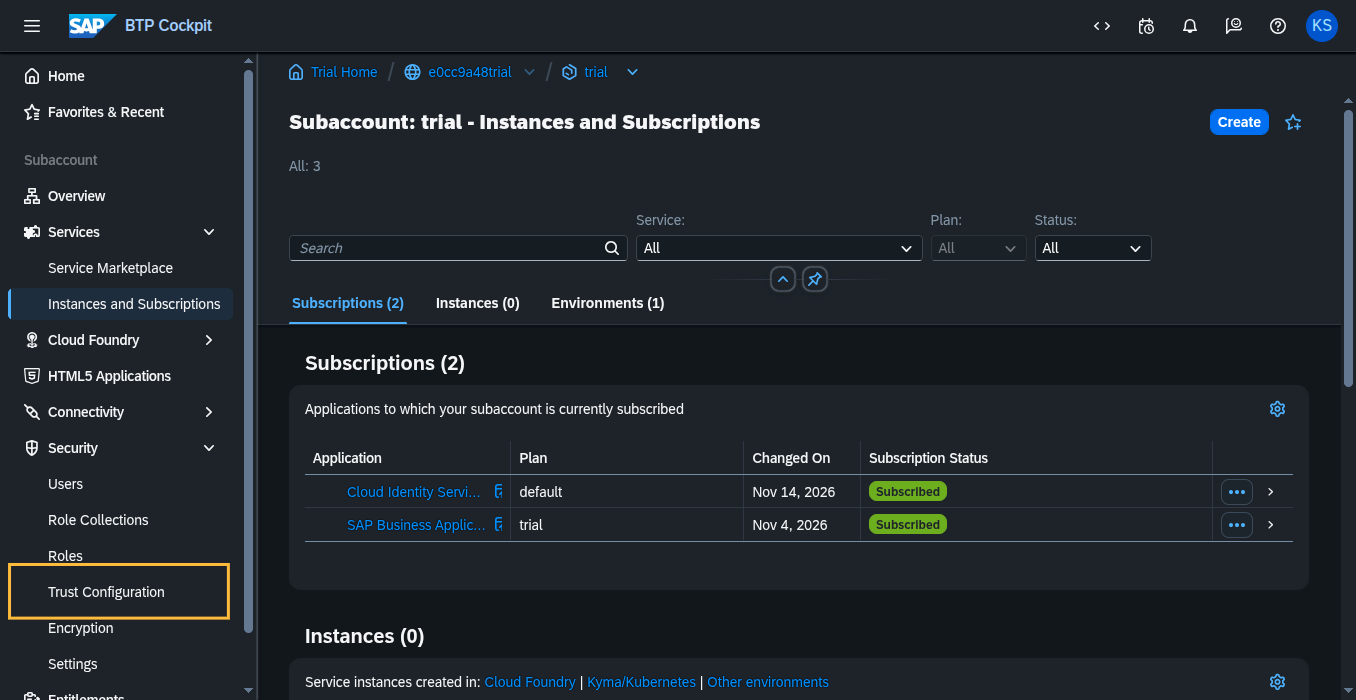 SAP BTP Cockpit KS
Home
Favorites & Recent
Subaccount
Overview
Services
Service Marketplace
Instances and Subscriptions
Cloud Foundry
HTML5 Applications
Connectivity
Security
Users
Role Collections
Roles
Trust Configuration
Encryption
Settings
Entitlements
Trial Home / e0cc9a48trial / trial
Subaccount: trial - Instances and Subscriptions Create
All: 3
Service: Plan: Status:
Search All All All
Subscriptions (2) Instances (0) Environments (1)
Subscriptions (2)
Applications to which your subaccount is currently subscribed
Application Plan Changed On Subscription Status
Cloud Identity Servi... default Nov 14, 2026 Subscribed
SAP Business Applic... trial Nov 4, 2026 Subscribed
Instances (0)
Service instances created in: Cloud Foundry | Kyma/Kubernetes | Other environments